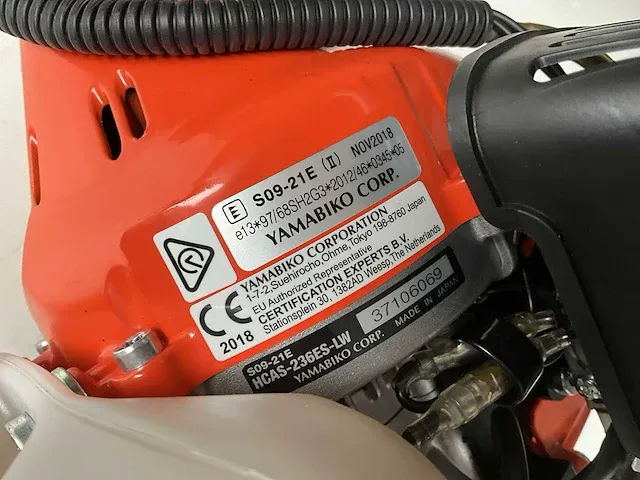 E S09-21E (II) NOV2018
e13*97/68SH2G3*2012/46*0345*05
YAMABIKO CORP.
CE
2018
YAMABIKO CORPORATION
1-7-2, Suehirocho, Ohme, Tokyo 198-8760 Japan
EU Authorized Representative
CERTIFICATION EXPERTS B.V.
Stationsplein 30, 1382AD Weesp, The Netherlands
S09-21E
HCAS-236ES-LW
37106069
YAMABIKO CORP. MADE IN JAPAN